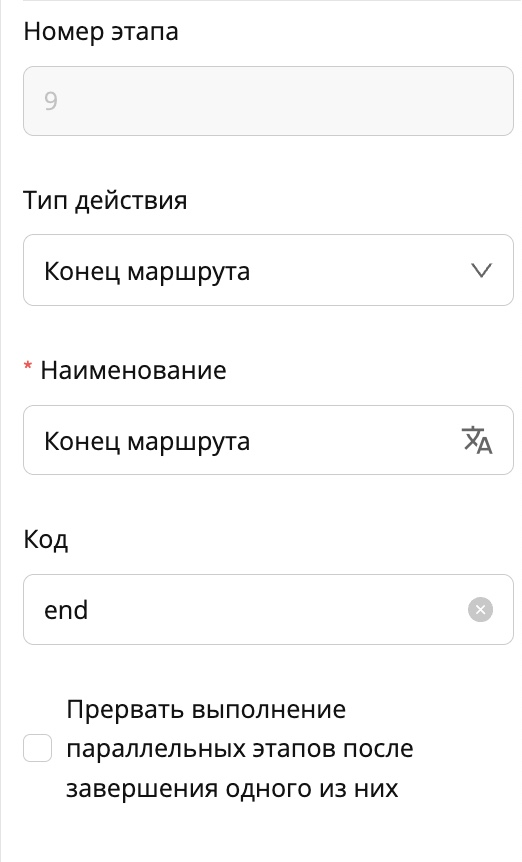 Номер этапа
9
Тип действия
Конец маршрута
* Наименование
Конец маршрута
Код
end
Прервать выполнение
параллельных этапов после
завершения одного из них